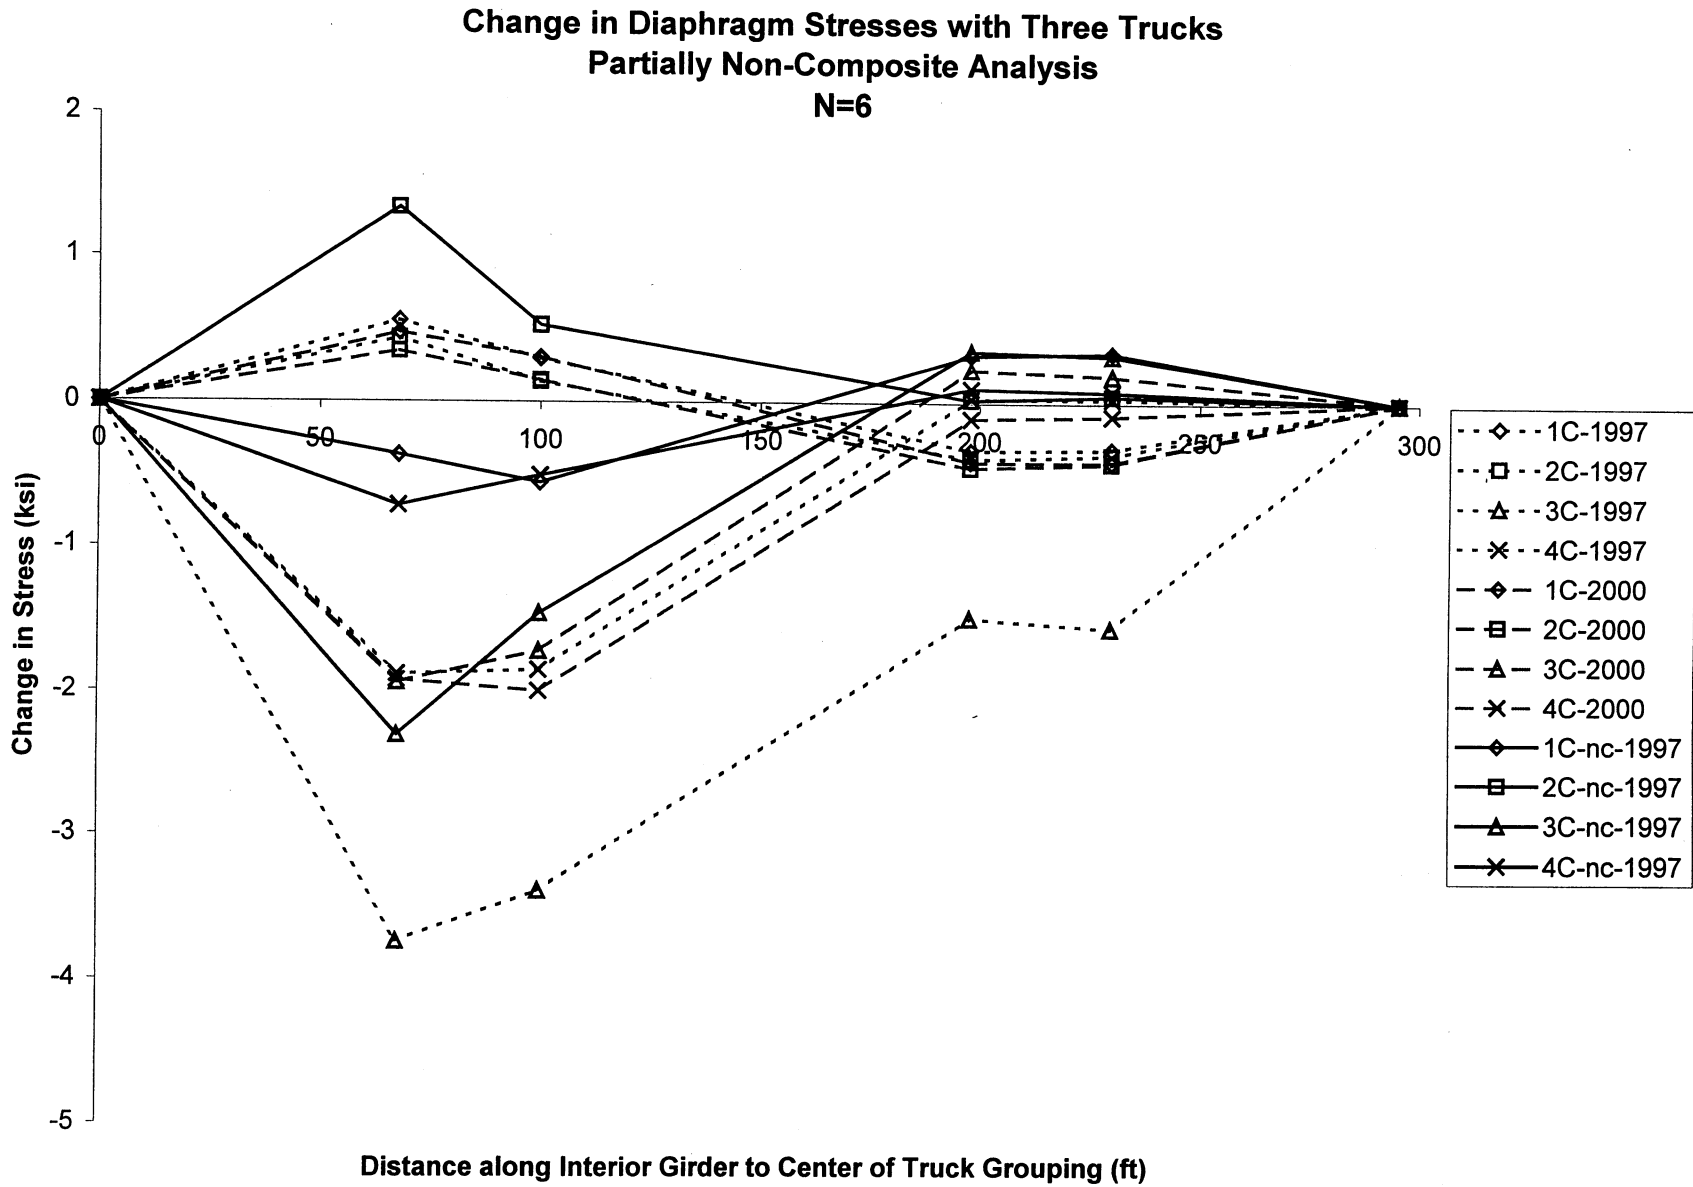 Change in Diaphragm Stresses with Three Trucks
Partially Non-Composite Analysis
N=6
2
1
0
-1
-2
-3
-4
-5
0
50
100
150
200
250
300
Change in Stress (ksi)
Distance along Interior Girder to Center of Truck Grouping (ft)
1C-1997
2C-1997
3C-1997
4C-1997
1C-2000
2C-2000
3C-2000
4C-2000
1C-nc-1997
2C-nc-1997
3C-nc-1997
4C-nc-1997